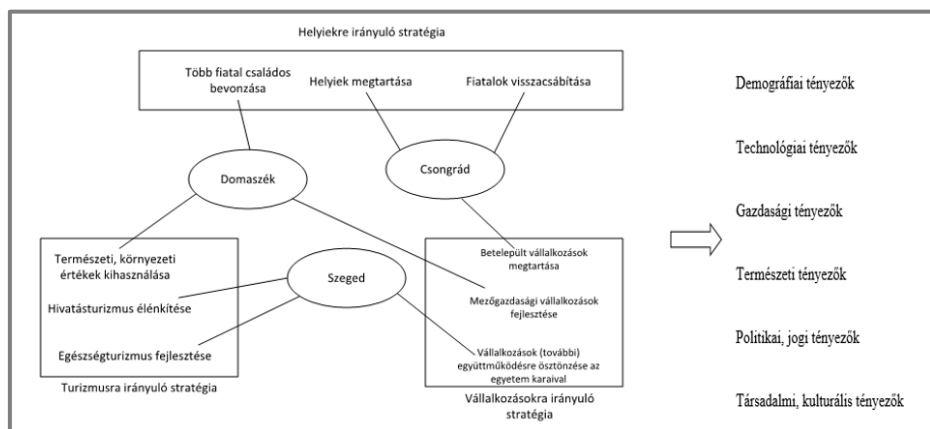 Helyiekre irányuló stratégia
Több fiatal családos
bevonzása
Helyiek megtartása
Fiatalok visszacsábítása
Domaszék
Csongrád
Természeti, környezeti
értékek kihasználása
Hivatásturizmus élénkítése
Egészségturizmus fejlesztése
Turizmusra irányuló stratégia
Szeged
Betelepült vállalkozások
megtartása
Mezőgazdasági vállalkozások
fejlesztése
Vállalkozások (további)
együttműködésre ösztönzése az
egyetem karaival
Vállalkozásokra irányuló
stratégia
Demográfiai tényezők
Technológiai tényezők
Gazdasági tényezők
Természeti tényezők
Politikai, jogi tényezők
Társadalmi, kulturális tényezők